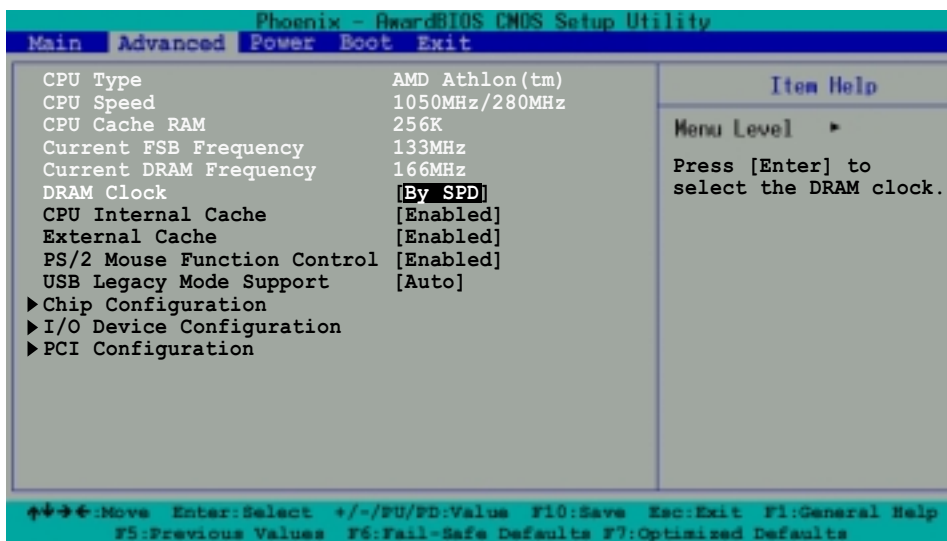 Phoenix - AwardBIOS CMOS Setup Utility
Main Advanced Power Boot Exit
CPU Type AMD Athlon(tm)
CPU Speed 1050MHz/280MHz
CPU Cache RAM 256K
Current FSB Frequency 133MHz
Current DRAM Frequency 166MHz
DRAM Clock [By SPD]
CPU Internal Cache [Enabled]
External Cache [Enabled]
PS/2 Mouse Function Control [Enabled]
USB Legacy Mode Support [Auto]
▶Chip Configuration
▶I/O Device Configuration
▶PCI Configuration
Item Help
Menu Level ▶
Press [Enter] to
select the DRAM clock.
↑↓→←:Move Enter:Select +/-/PU/PD:Value F10:Save Esc:Exit F1:General Help
F5:Previous Values F6:Fail-Safe Defaults F7:Optimized Defaults